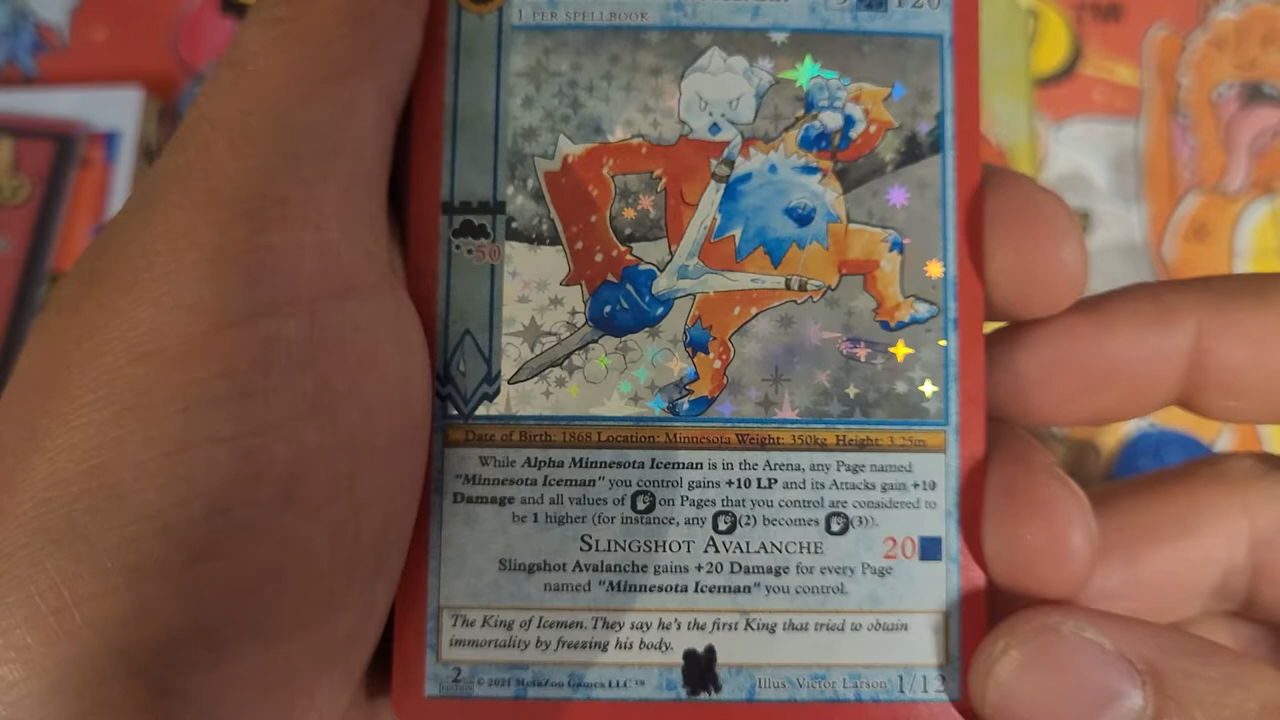 120
1 PER SPELLBOOK
50
Date of Birth: 1868 Location: Minnesota Weight: 350kg Height: 3.25m
While Alpha Minnesota Iceman is in the Arena, any Page named
"Minnesota Iceman" you control gains +10 LP and its Attacks gain +10
Damage and all values of on Pages that you control are considered to
be 1 higher (for instance, any (2) becomes (3)).
SLINGSHOT AVALANCHE 20
Slingshot Avalanche gains +20 Damage for every Page
named "Minnesota Iceman" you control.
The King of Icemen. They say he's the first King that tried to obtain
immortality by freezing his body.
2 © 2021 MetaZoo Games LLC™ Illus. Victor Larson 1/12